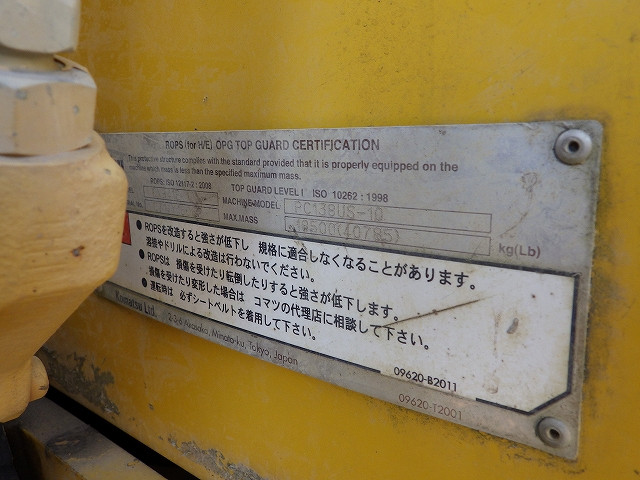 ROPS (for H/E) OPG TOP GUARD CERTIFICATION
This protective structure complies with the standard provided that it is properly equipped on the
machine which mass is less than the specified maximum mass.
ROPS: ISO 12117-2 : 2008 TOP GUARD LEVEL I ISO 10262 : 1998
MACHINE MODEL PC138US-10
MAX.MASS kg(Lb)
● ROPSを改造すると強さが低下し 規格に適合しなくなることがあります。
溶接やドリルによる改造は行わないでください。
● ROPSは 損傷を受けたり転倒したりすると強さが低下します。
損傷を受けたり変形した場合は コマツの代理店に相談して下さい。
● 運転時は 必ずシートベルトを着用して下さい。
09620-B2011
Komatsu Ltd. 2-3-6 Akasaka, Minato-ku, Tokyo, Japan
09620-T2001